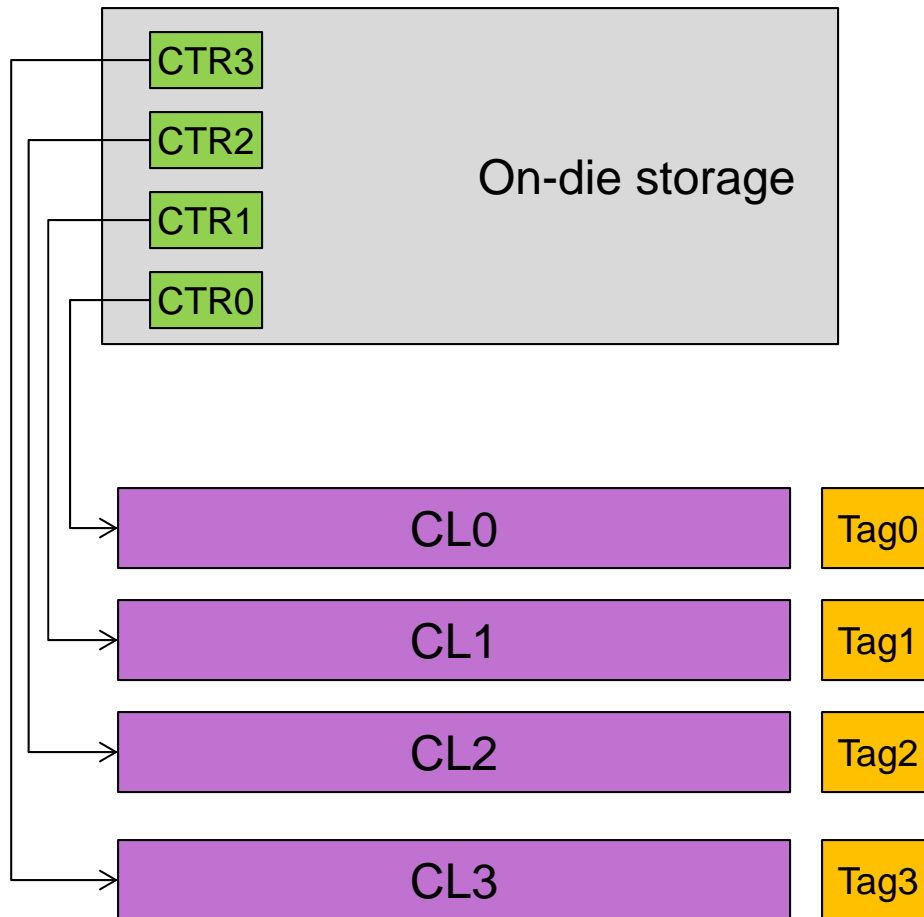 CTR3
CTR2
On-die storage
CTR1
CTR0
CL0 Tag0
CL1 Tag1
CL2 Tag2
CL3 Tag3